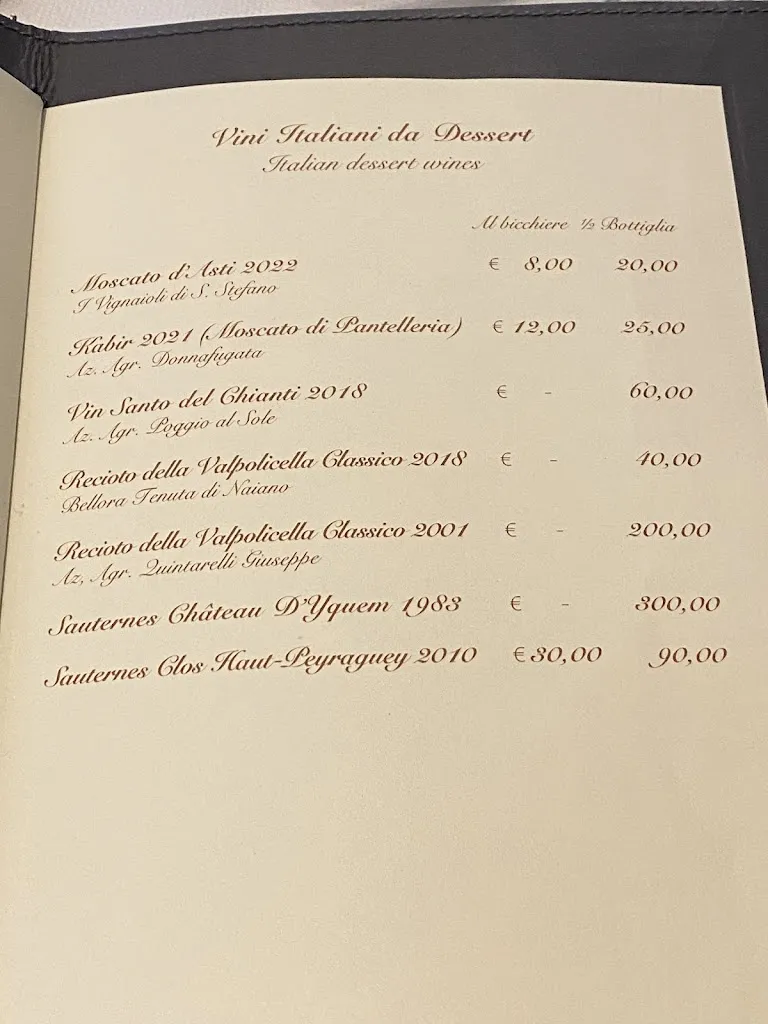 Vini Italiani da Dessert
Italian dessert wines
Al bicchiere ½ Bottiglia
Moscato d'Asti 2022 € 8,00 20,00
I Vignaioli di S. Stefano
Kabir 2021 (Moscato di Pantelleria) € 12,00 25,00
Az. Agr. Donnafugata
Vin Santo del Chianti 2018 € - 60,00
Az. Agr. Poggio al Sole
Recioto della Valpolicella Classico 2018 € - 40,00
Bellora Tenuta di Naiano
Recioto della Valpolicella Classico 2001 € - 200,00
Az, Agr. Quintarelli Giuseppe
Sauternes Château D'Yquem 1983 € - 300,00
Sauternes Clos Haut-Peyraguey 2010 € 30,00 90,00